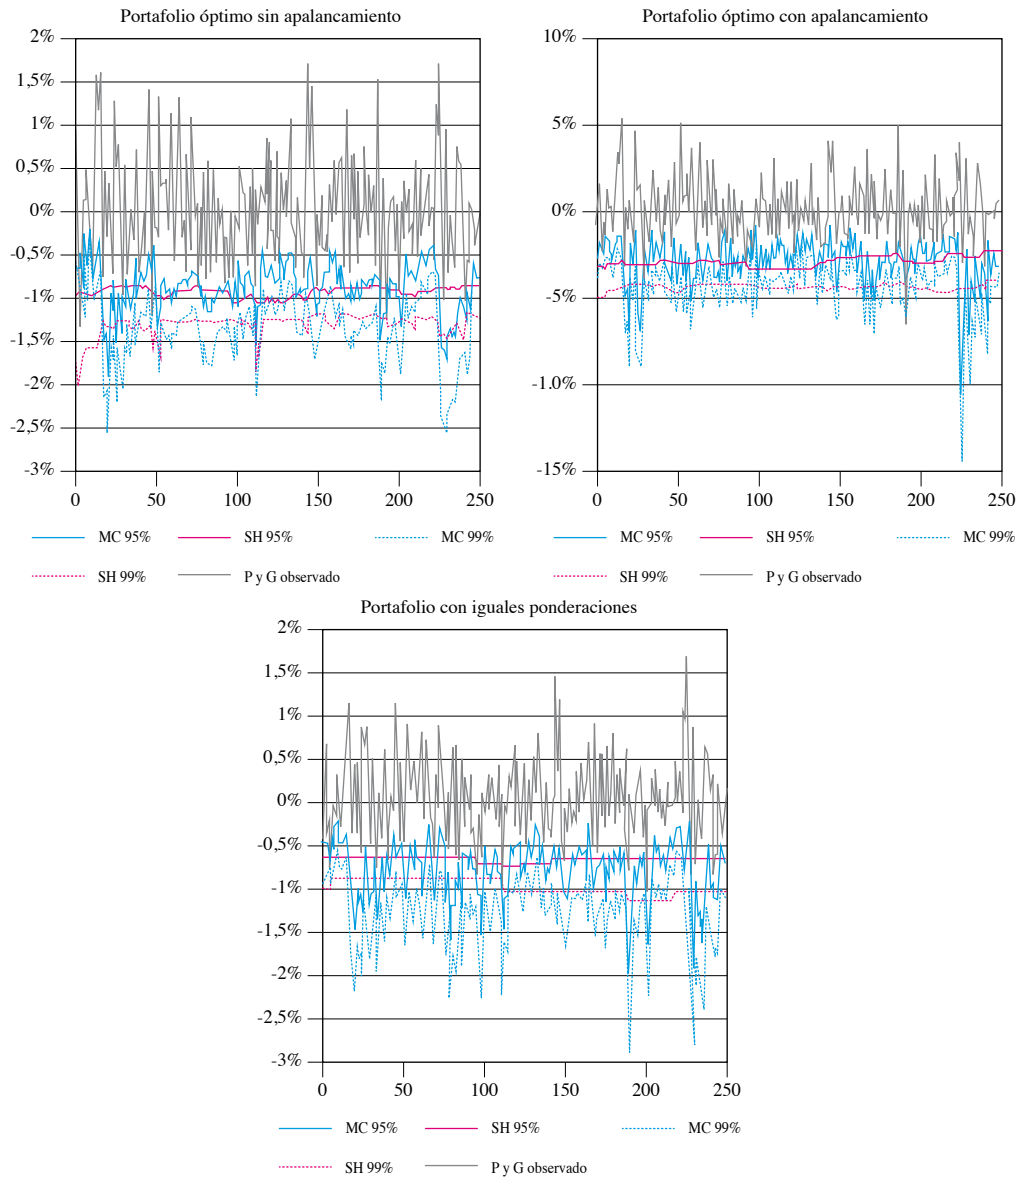 Portafolio óptimo sin apalancamiento
2%
1,5%
1%
0,5%
0%
-0.5%
-1%
-1.5%
-2%
-2,5%
-3%
0 50 100 150 200 250
MC 95% SH 95% MC 99%
SH 99% P y G observado
Portafolio óptimo con apalancamiento
10%
5%
0%
-5%
-1.0%
-15%
0 50 100 150 200 250
MC 95% SH 95% MC 99%
SH 99% P y G observado
Portafolio con iguales ponderaciones
2%
1,5%
1%
0,5%
0%
-0.5%
-1%
-1,5%
-2%
-2,5%
-3%
0 50 100 150 200 250
MC 95% SH 95% MC 99%
SH 99% P y G observado